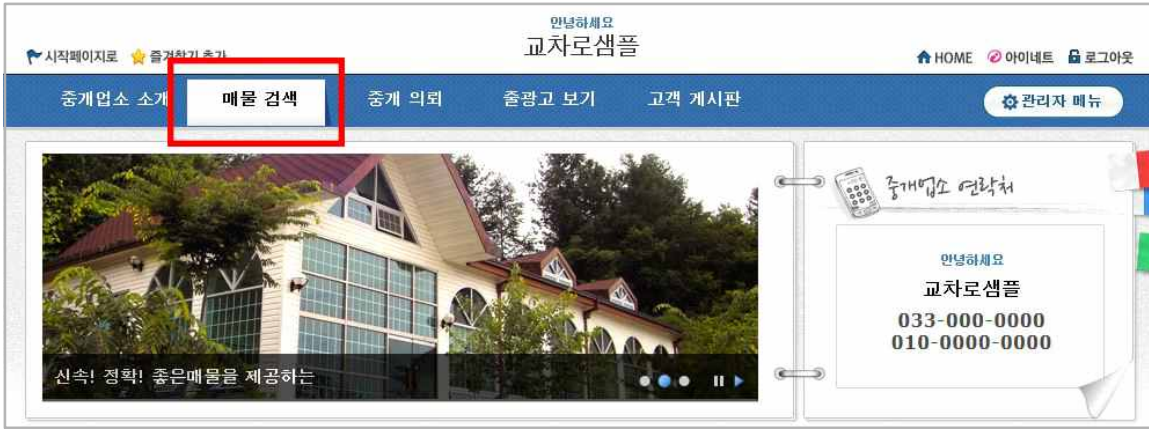 안녕하세요
교차로샘플
시작페이지로 즐겨찾기 추가
HOME 아이네트 로그아웃
중개업소 소개 매물 검색 중개 의뢰 줄광고 보기 고객 게시판 관리자 메뉴
중개업소 연락처
안녕하세요
교차로샘플
033-000-0000
010-0000-0000
신속! 정확! 좋은매물을 제공하는